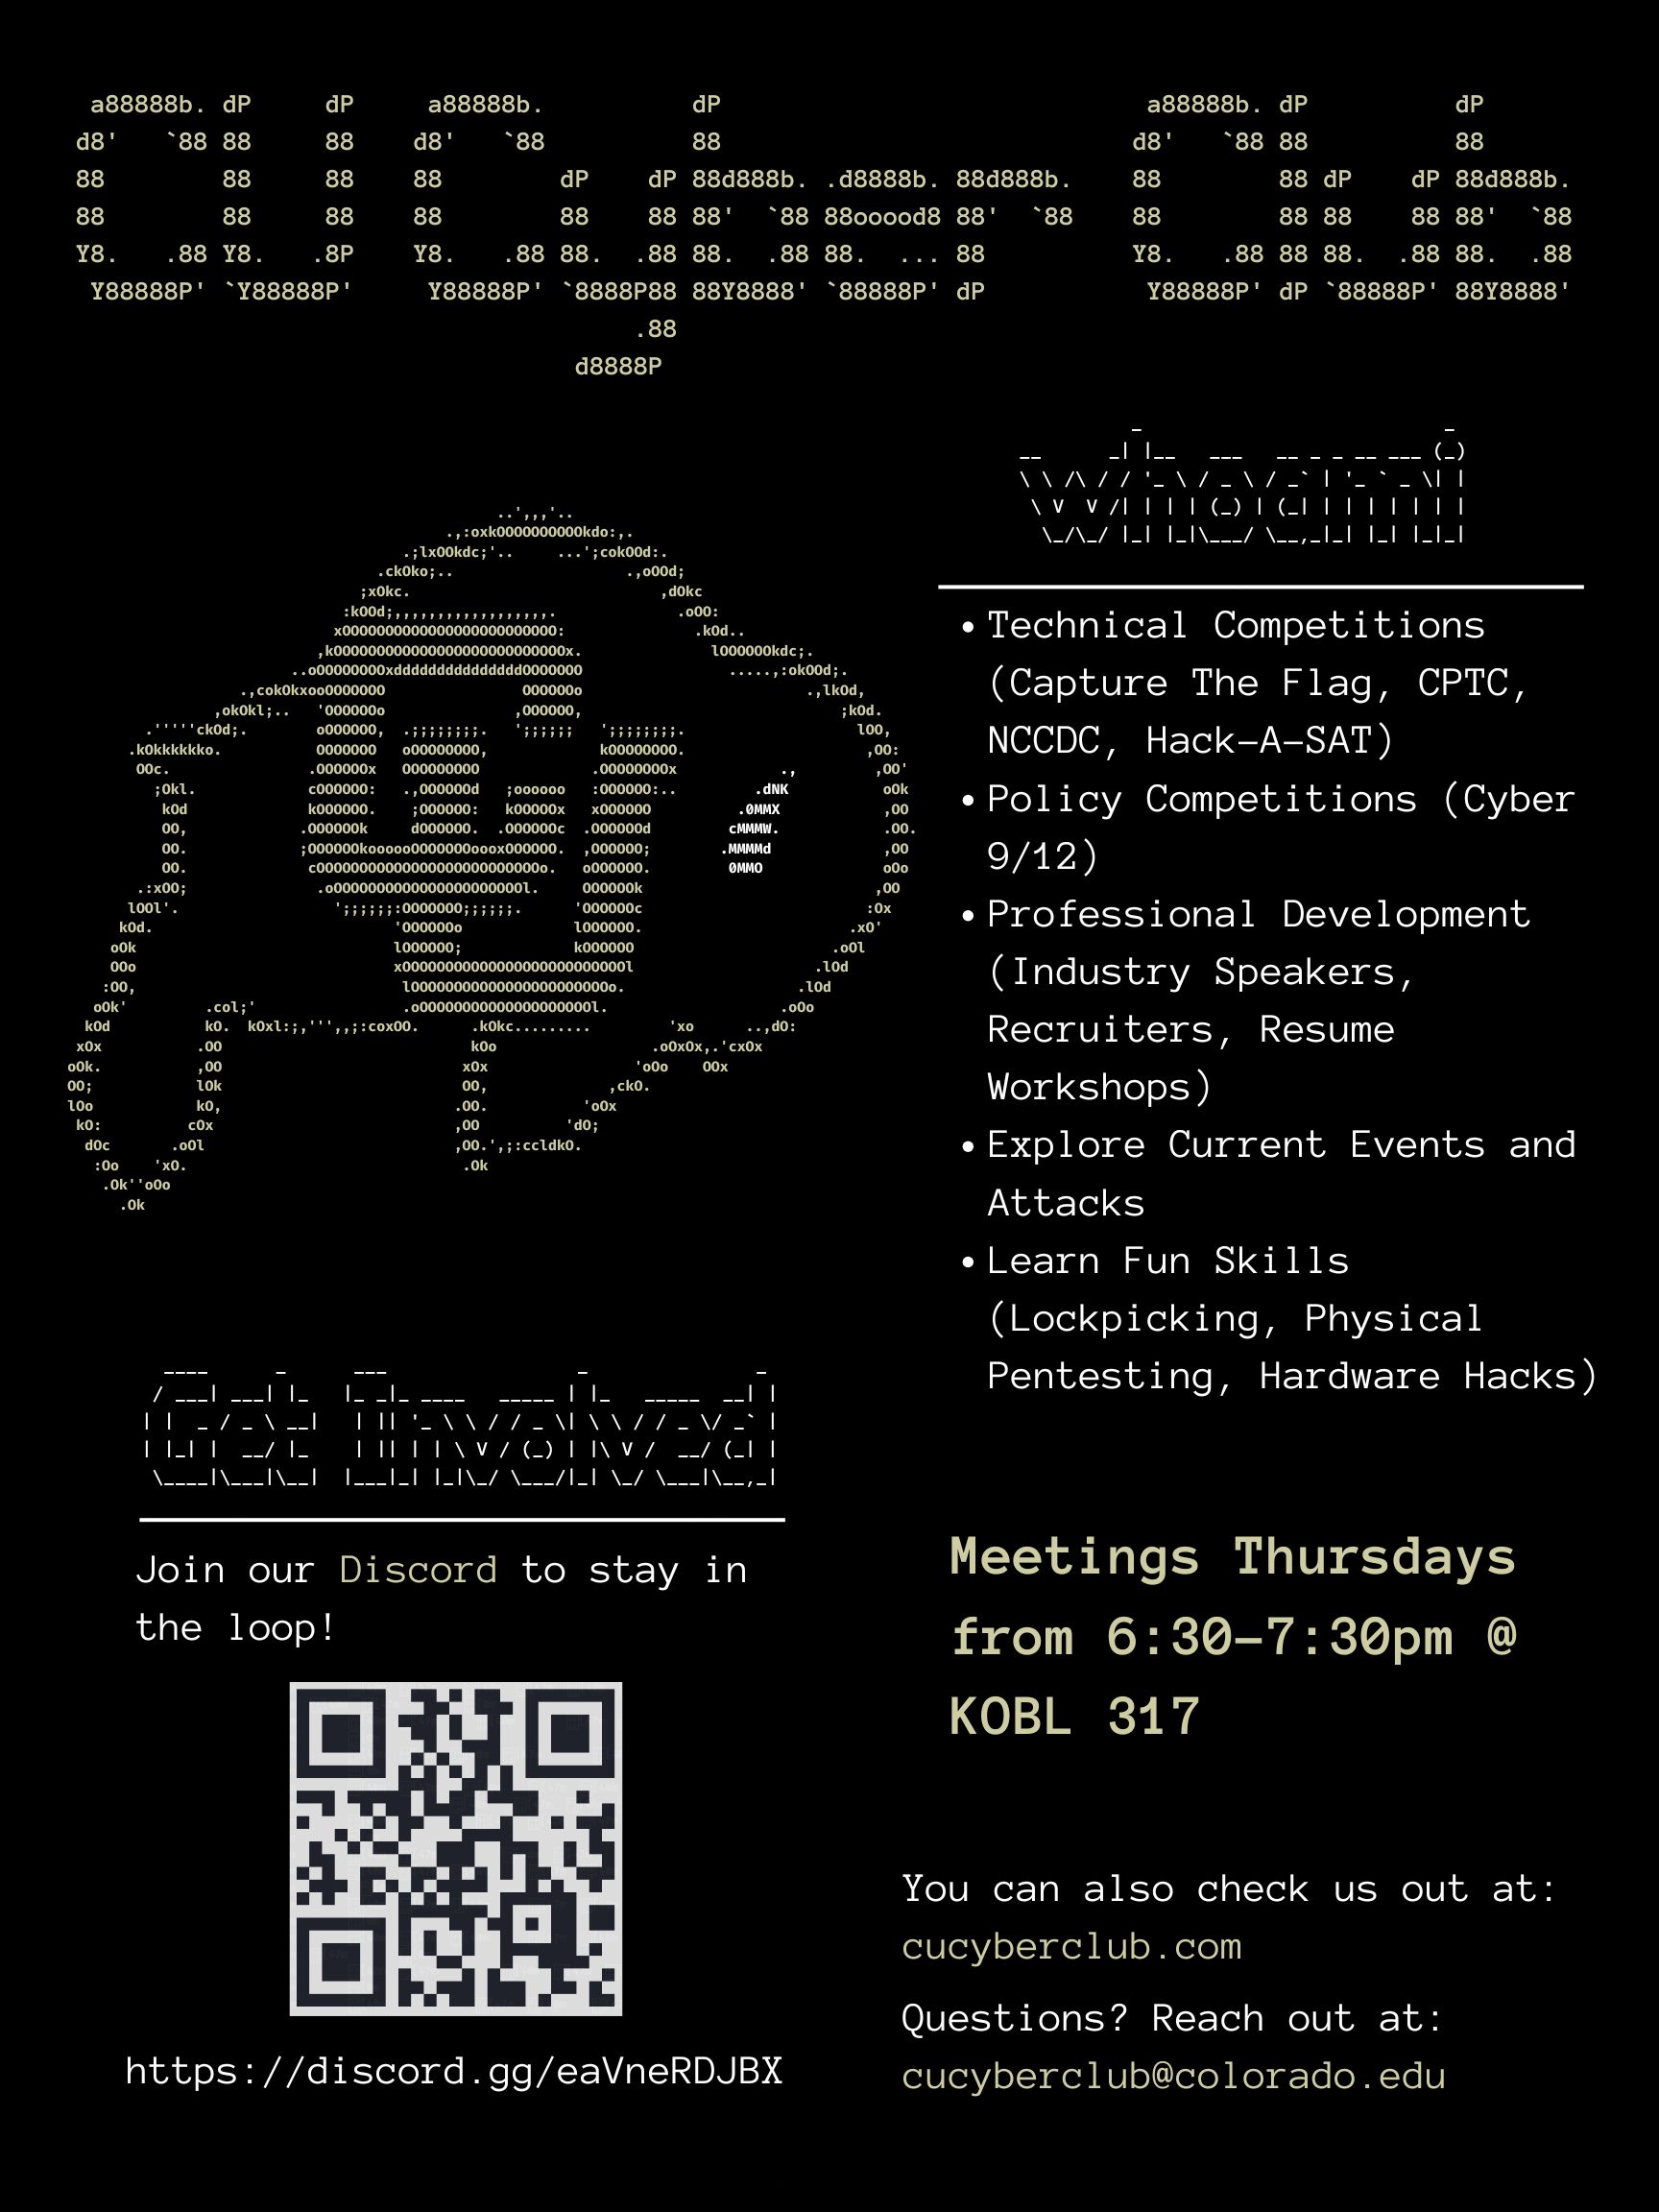 CU Cyber Club
whoami
• Technical Competitions
(Capture The Flag, CPTC,
NCCDC, Hack-A-SAT)
• Policy Competitions (Cyber
9/12)
• Professional Development
(Industry Speakers,
Recruiters, Resume
Workshops)
• Explore Current Events and
Attacks
• Learn Fun Skills
(Lockpicking, Physical
Pentesting, Hardware Hacks)
Get Involved
Join our Discord to stay in
the loop!
https://discord.gg/eaVneRDJBX
Meetings Thursdays
from 6:30-7:30pm @
KOBL 317
You can also check us out at:
cucyberclub.com
Questions? Reach out at:
cucyberclub@colorado.edu